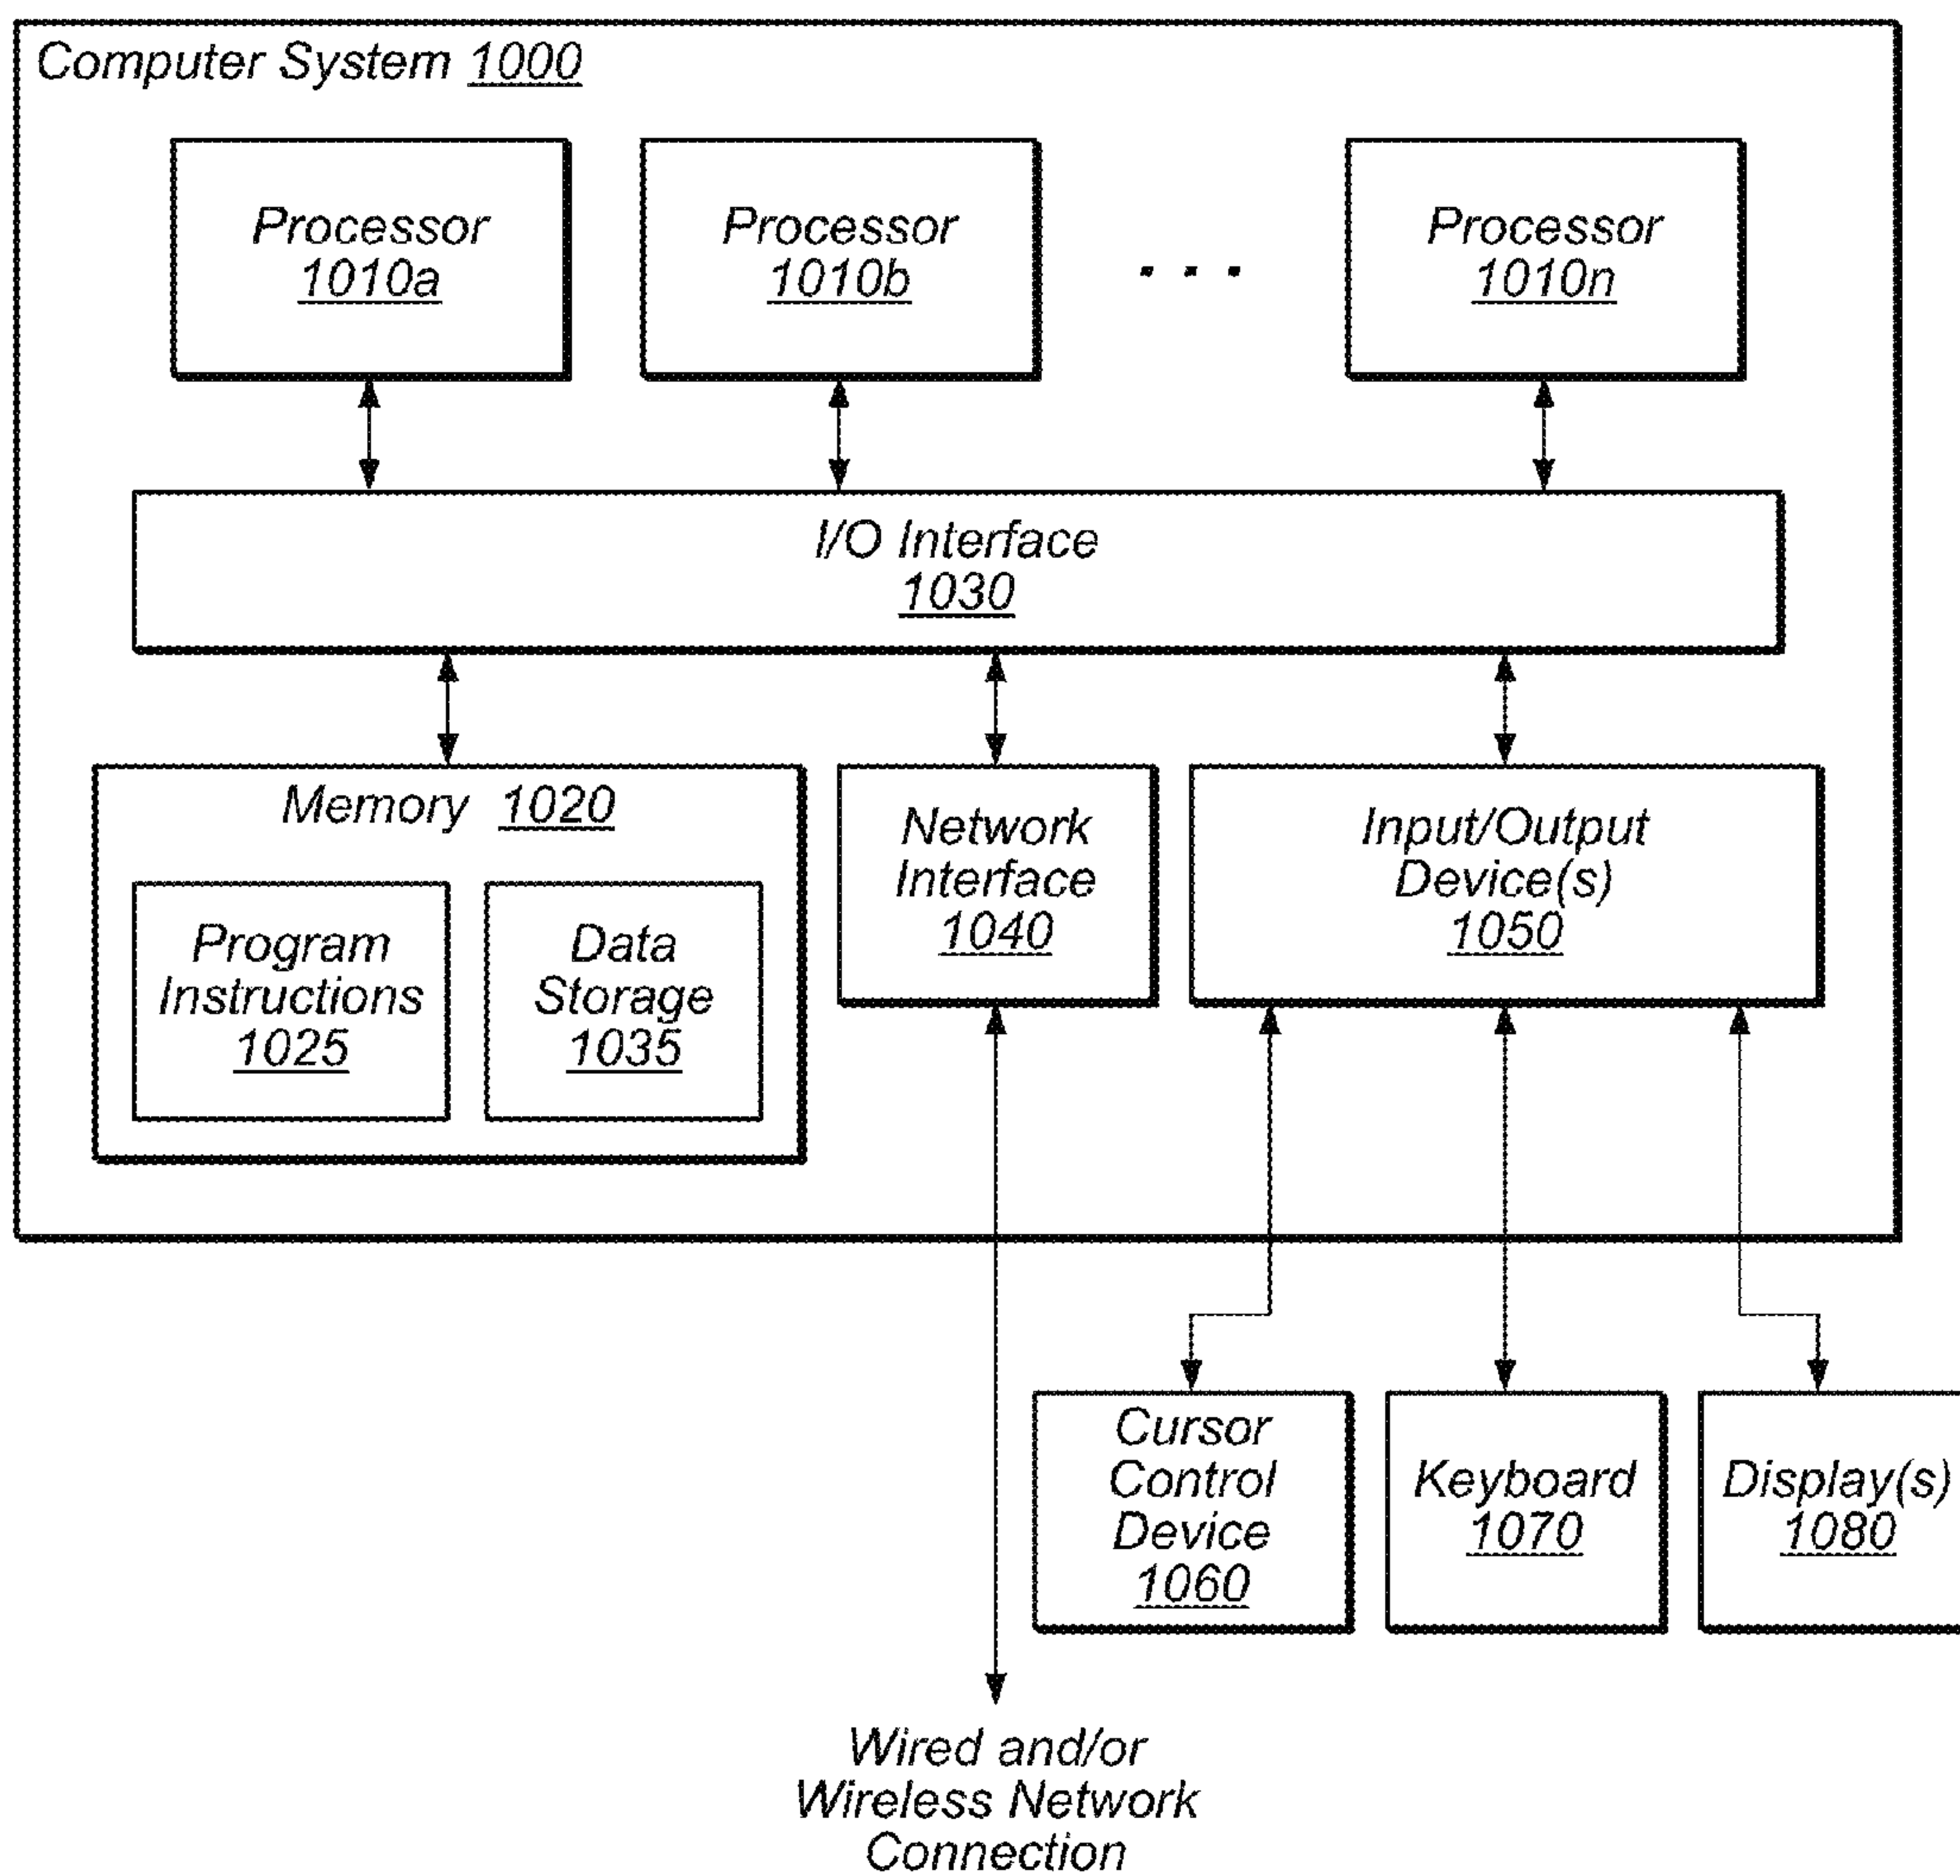 Computer System 1000
Processor
1010a
Processor
1010b
. . .
Processor
1010n
I/O Interface
1030
Memory 1020
Program
Instructions
1025
Data
Storage
1035
Network
Interface
1040
Input/Output
Device(s)
1050
Cursor
Control
Device
1060
Keyboard
1070
Display(s)
1080
Wired and/or
Wireless Network
Connection